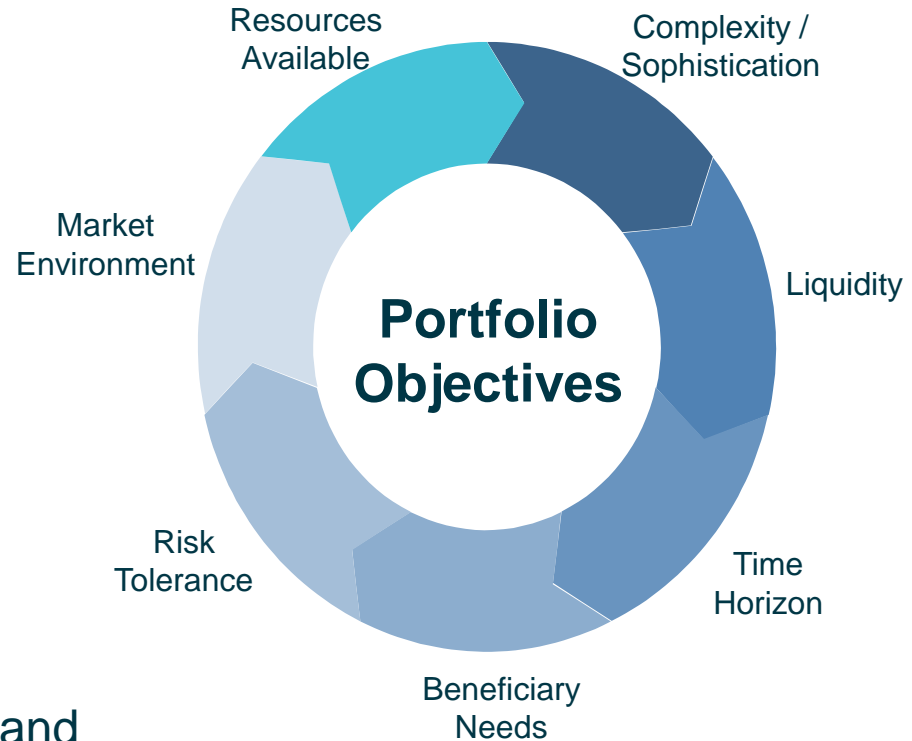 Resources
Available
Complexity /
Sophistication
Market
Environment
Liquidity
Portfolio
Objectives
Risk
Tolerance
Time
Horizon
Beneficiary
Needs
and